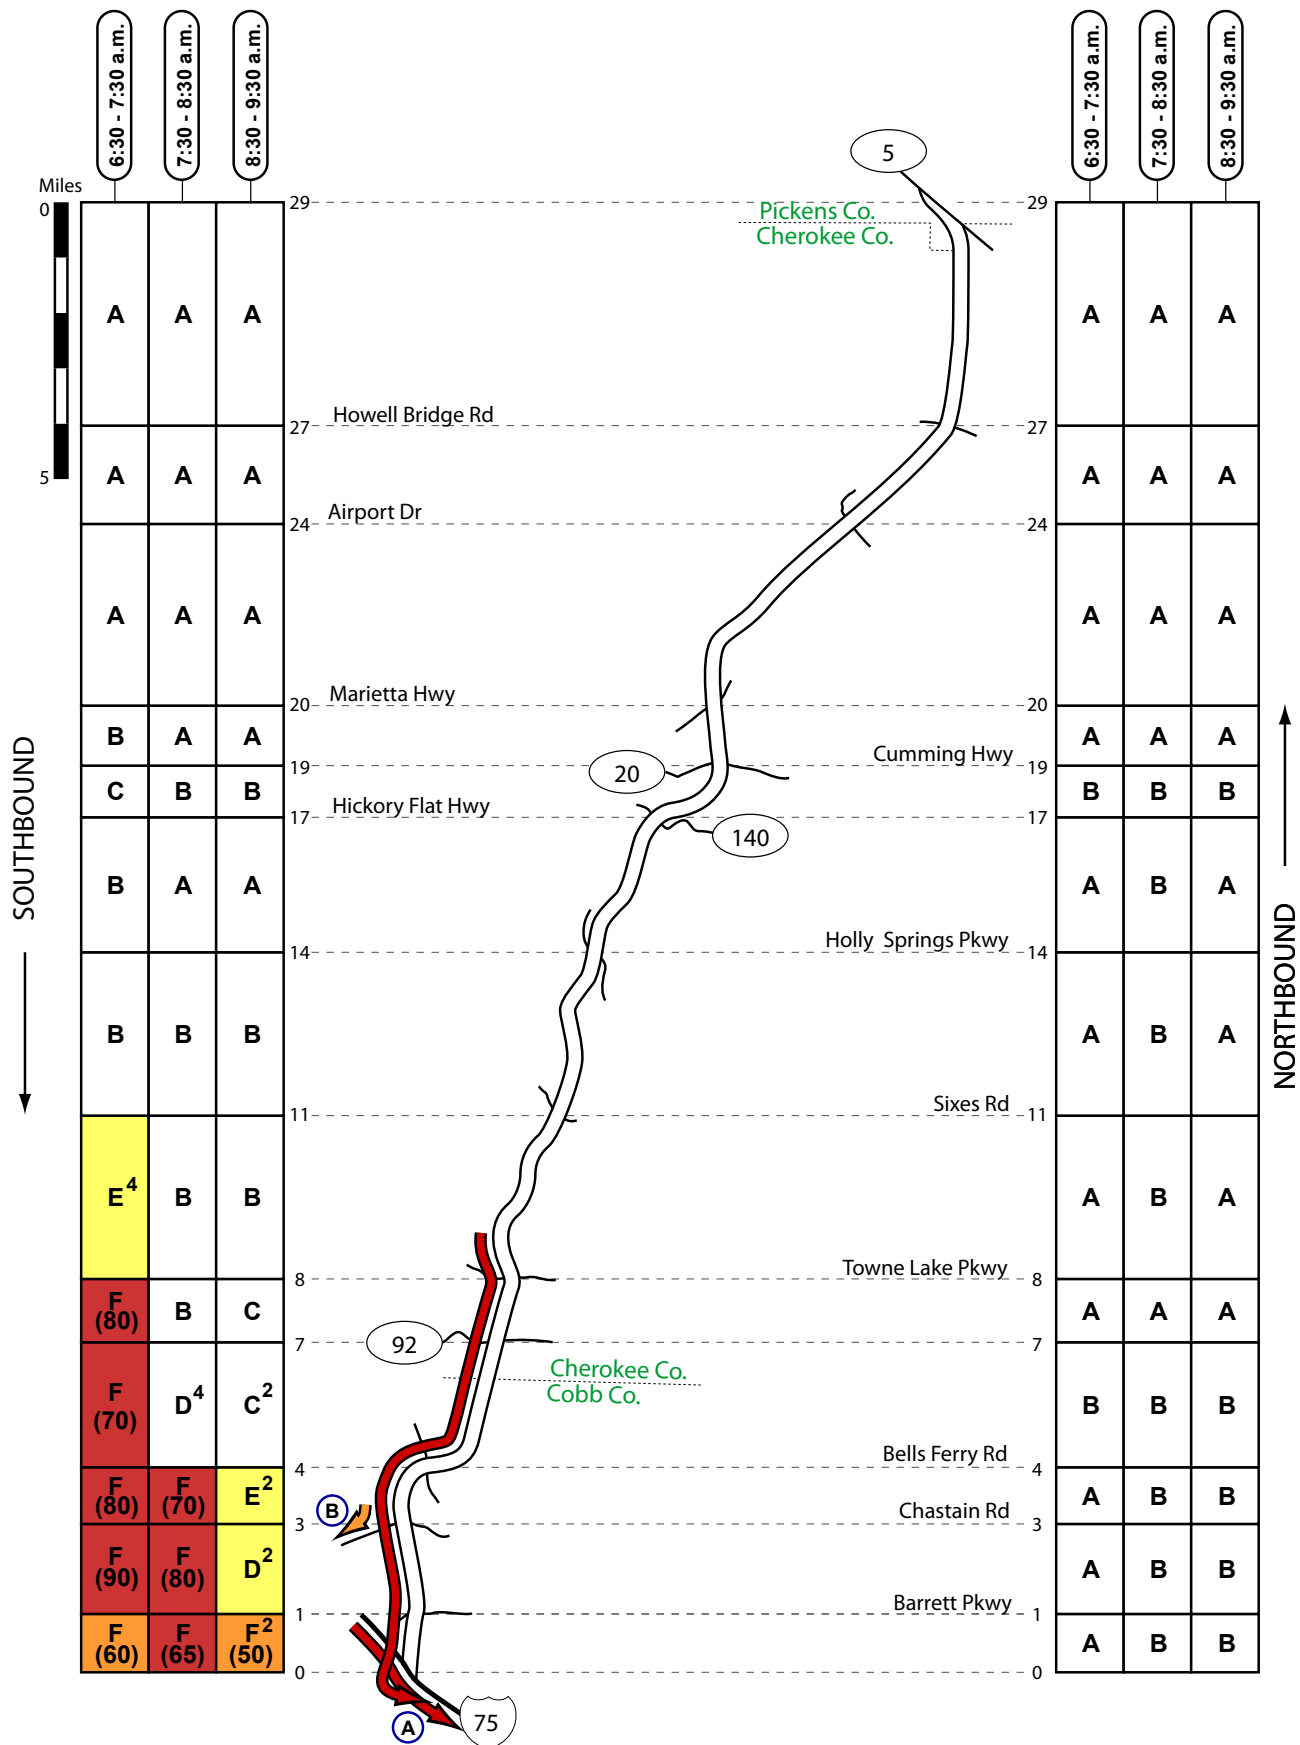 6:30 - 7:30 a.m. 7:30 - 8:30 a.m. 8:30 - 9:30 a.m. 6:30 - 7:30 a.m. 7:30 - 8:30 a.m. 8:30 - 9:30 a.m.
5
Miles
0 29 29
Pickens Co.
Cherokee Co.
A A A A A A
Howell Bridge Rd
27 27
5 A A A A A A
Airport Dr
24 24
A A A A A A
Marietta Hwy
20 20
B A A A A A
Cumming Hwy
20
19 19
C B B B B B
Hickory Flat Hwy
17 17
140
SOUTHBOUND
B A A A B A
Holly Springs Pkwy
14 14
NORTHBOUND
B B B A B A
Sixes Rd
11 11
E4 B B A B A
Towne Lake Pkwy
8 8
F (80) B C A A A
7 92 7
Cherokee Co.
Cobb Co.
F (70) D4 C2 B B B
Bells Ferry Rd
4 4
F (80) F (70) E2 A B B
B
Chastain Rd
3 3
F (90) F (80) D2 A B B
Barrett Pkwy
1 1
F (60) F (65) F2 (50) A B B
0 0
A 75